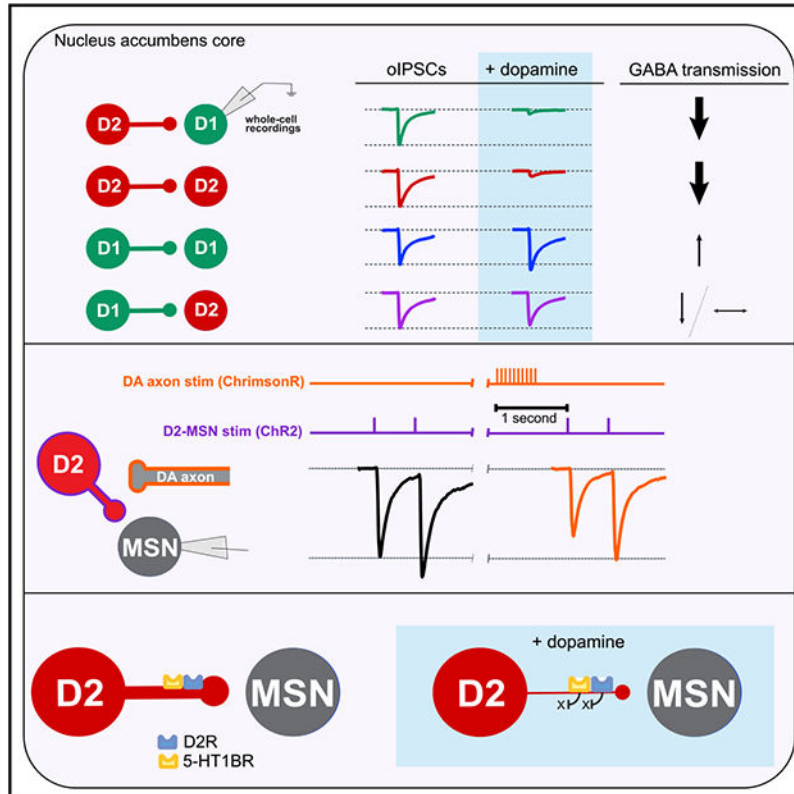 Nucleus accumbens core
oIPSCs + dopamine GABA transmission
D2 D1
whole-cell
recordings
D2 D2
D1 D1
D1 D2
DA axon stim (ChrimsonR)
1 second
D2-MSN stim (ChR2)
D2
DA axon
MSN
+ dopamine
D2 MSN D2 MSN
X X
D2R
5-HT1BR